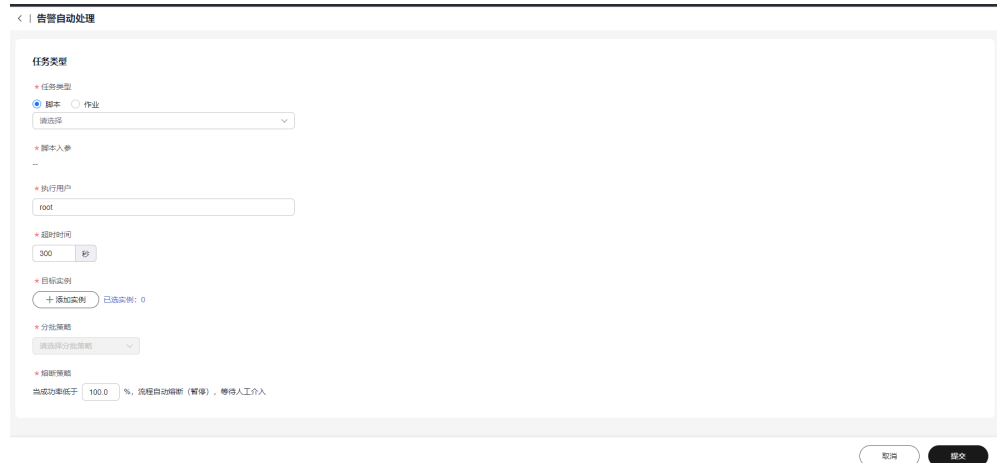 告警自动处理
任务类型
* 任务类型
脚本 作业
请选择
* 脚本入参
--
* 执行用户
root
* 超时时间
300 秒
* 目标实例
+ 添加实例 已选实例：0
* 分批策略
请选择分批策略
* 熔断策略
当成功率低于 100.0 %，流程自动熔断（暂停），等待人工介入
取消 提交